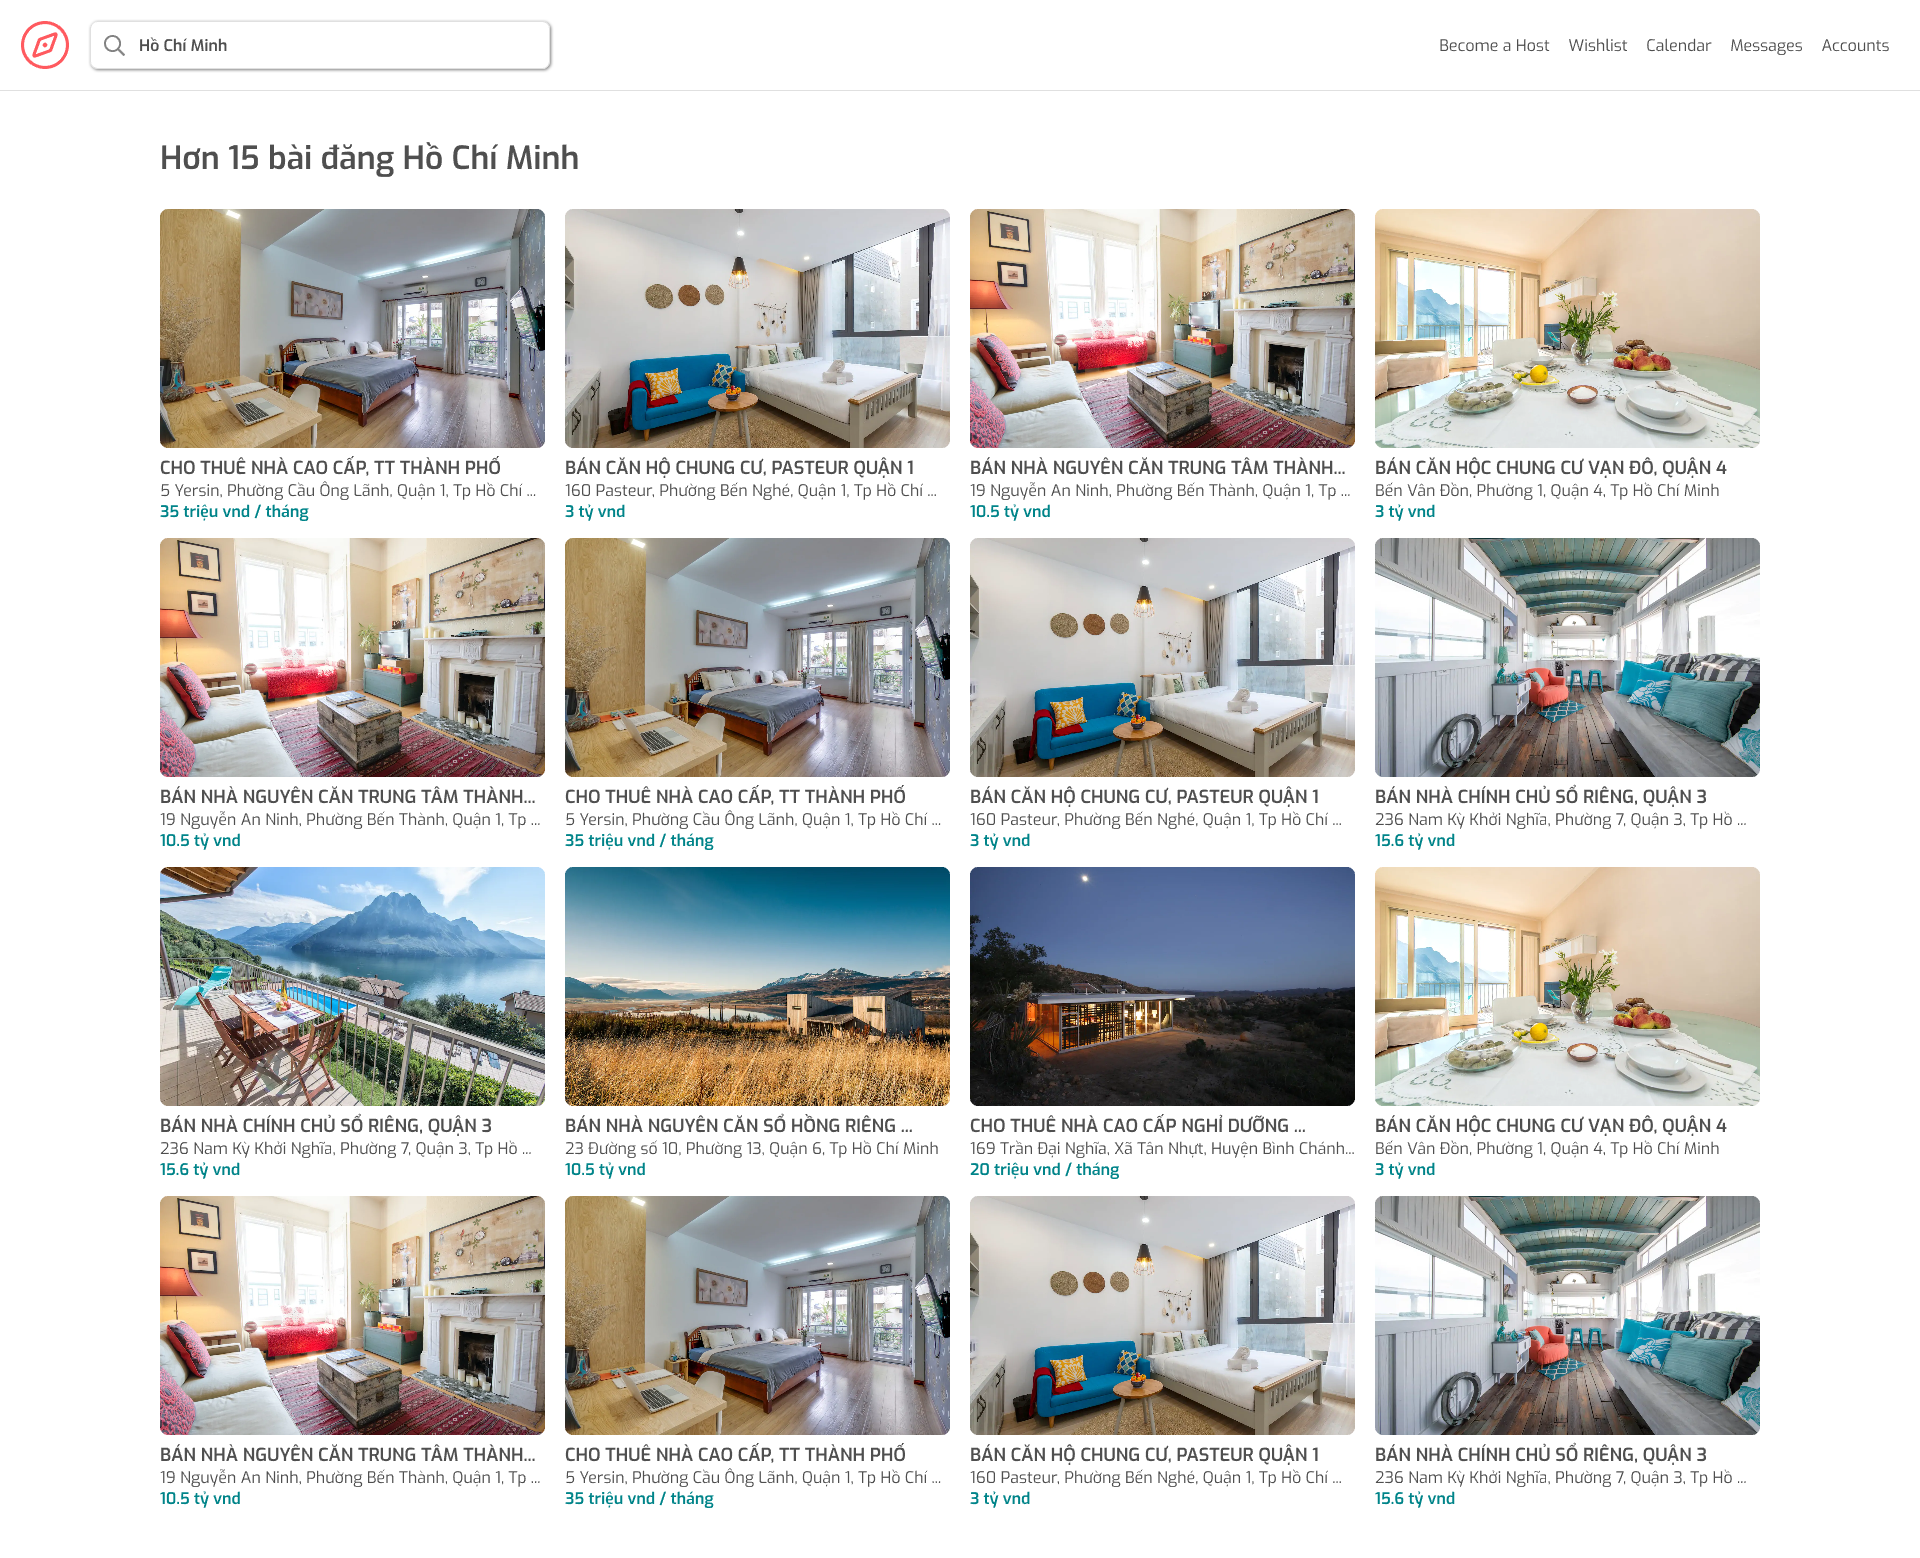 Hồ Chí Minh
Become a Host Wishlist Calendar Messages Accounts
Hơn 15 bài đăng Hồ Chí Minh
CHO THUÊ NHÀ CAO CẤP, TT THÀNH PHỐ
5 Yersin, Phường Cầu Ông Lãnh, Quận 1, Tp Hồ Chí ...
35 triệu vnd / tháng
BÁN CĂN HỘ CHUNG CƯ, PASTEUR QUẬN 1
160 Pasteur, Phường Bến Nghé, Quận 1, Tp Hồ Chí ...
3 tỷ vnd
BÁN NHÀ NGUYÊN CĂN TRUNG TÂM THÀNH...
19 Nguyễn An Ninh, Phường Bến Thành, Quận 1, Tp ...
10.5 tỷ vnd
BÁN CĂN HỘC CHUNG CƯ VẠN ĐÔ, QUẬN 4
Bến Vân Đồn, Phường 1, Quận 4, Tp Hồ Chí Minh
3 tỷ vnd
BÁN NHÀ NGUYÊN CĂN TRUNG TÂM THÀNH...
19 Nguyễn An Ninh, Phường Bến Thành, Quận 1, Tp ...
10.5 tỷ vnd
CHO THUÊ NHÀ CAO CẤP, TT THÀNH PHỐ
5 Yersin, Phường Cầu Ông Lãnh, Quận 1, Tp Hồ Chí ...
35 triệu vnd / tháng
BÁN CĂN HỘ CHUNG CƯ, PASTEUR QUẬN 1
160 Pasteur, Phường Bến Nghé, Quận 1, Tp Hồ Chí ...
3 tỷ vnd
BÁN NHÀ CHÍNH CHỦ SỔ RIÊNG, QUẬN 3
236 Nam Kỳ Khởi Nghĩa, Phường 7, Quận 3, Tp Hồ ...
15.6 tỷ vnd
BÁN NHÀ CHÍNH CHỦ SỔ RIÊNG, QUẬN 3
236 Nam Kỳ Khởi Nghĩa, Phường 7, Quận 3, Tp Hồ ...
15.6 tỷ vnd
BÁN NHÀ NGUYÊN CĂN SỔ HỒNG RIÊNG ...
23 Đường số 10, Phường 13, Quận 6, Tp Hồ Chí Minh
10.5 tỷ vnd
CHO THUÊ NHÀ CAO CẤP NGHỈ DƯỠNG ...
169 Trần Đại Nghĩa, Xã Tân Nhựt, Huyện Bình Chánh...
20 triệu vnd / tháng
BÁN CĂN HỘC CHUNG CƯ VẠN ĐÔ, QUẬN 4
Bến Vân Đồn, Phường 1, Quận 4, Tp Hồ Chí Minh
3 tỷ vnd
BÁN NHÀ NGUYÊN CĂN TRUNG TÂM THÀNH...
19 Nguyễn An Ninh, Phường Bến Thành, Quận 1, Tp ...
10.5 tỷ vnd
CHO THUÊ NHÀ CAO CẤP, TT THÀNH PHỐ
5 Yersin, Phường Cầu Ông Lãnh, Quận 1, Tp Hồ Chí ...
35 triệu vnd / tháng
BÁN CĂN HỘ CHUNG CƯ, PASTEUR QUẬN 1
160 Pasteur, Phường Bến Nghé, Quận 1, Tp Hồ Chí ...
3 tỷ vnd
BÁN NHÀ CHÍNH CHỦ SỔ RIÊNG, QUẬN 3
236 Nam Kỳ Khởi Nghĩa, Phường 7, Quận 3, Tp Hồ ...
15.6 tỷ vnd